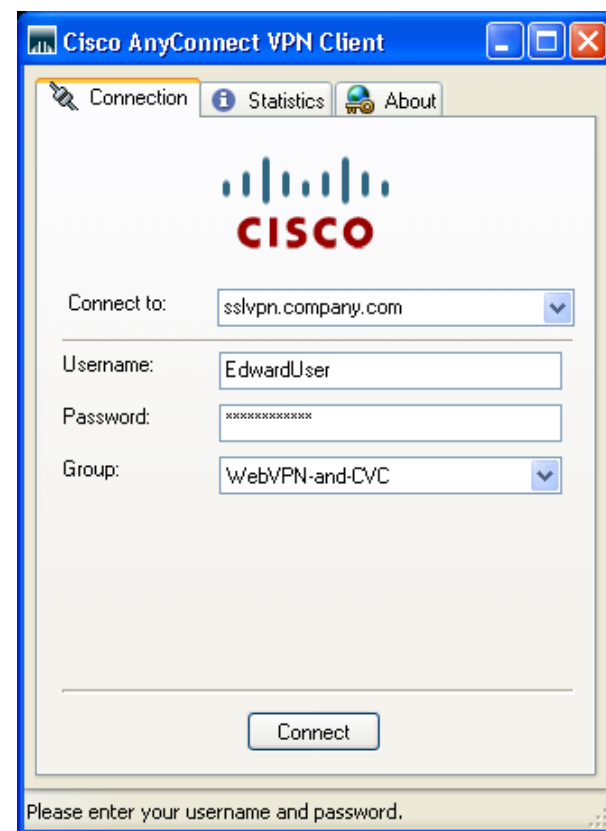 Cisco AnyConnect VPN Client
Connection Statistics About
CISCO
Connect to: sslvpn.company.com
Username: EdwardUser
Password: ************
Group: WebVPN-and-CVC
Connect
Please enter your username and password.